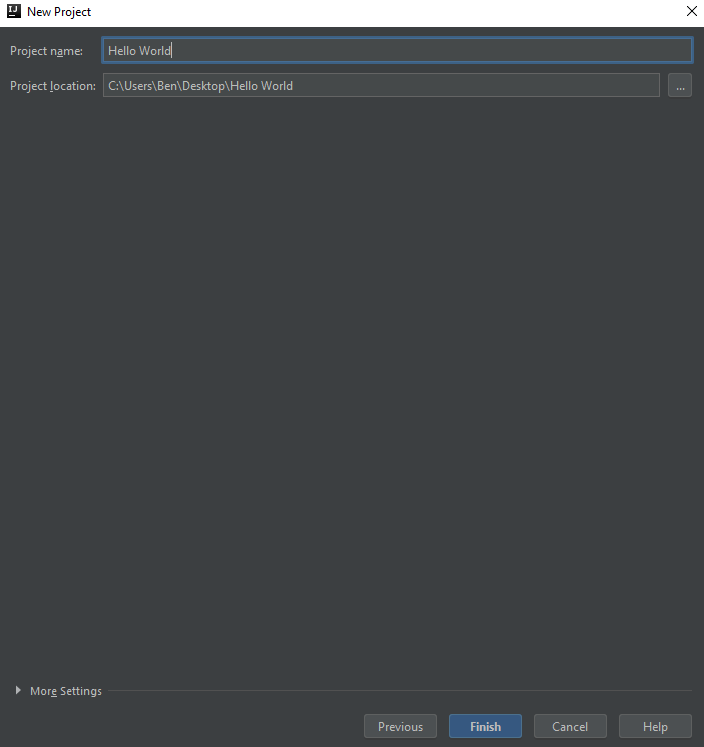 IJ New Project
Project name: Hello World
Project location: C:\Users\Ben\Desktop\Hello World ...
More Settings
Previous Finish Cancel Help